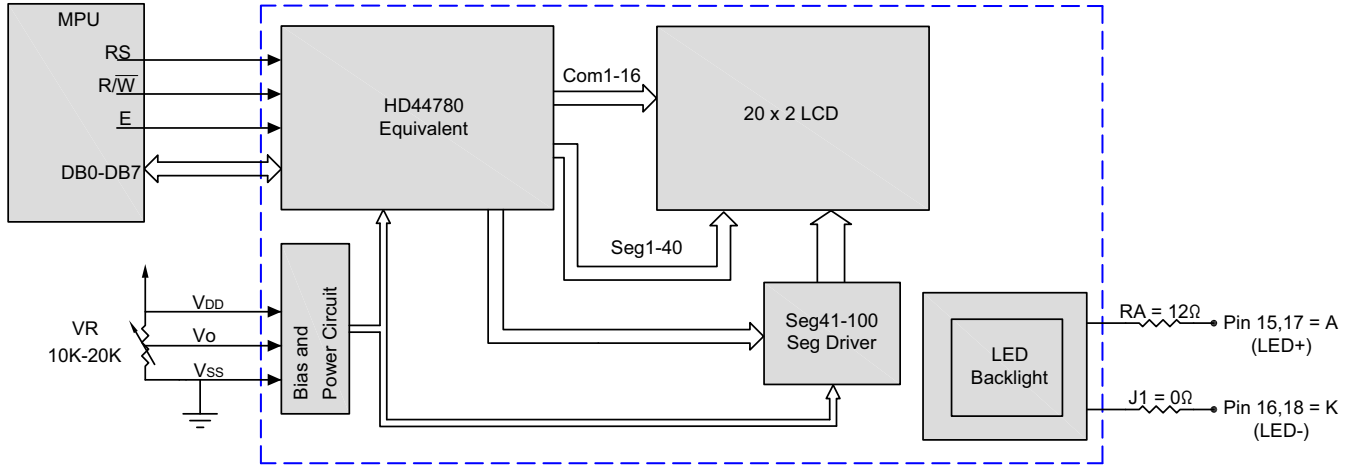 MPU
RS
R/W̅
E
DB0-DB7
HD44780
Equivalent
Com1-16
20 x 2 LCD
Seg1-40
VR
10K-20K
VDD
Vo
VSS
Bias and
Power Circuit
Seg41-100
Seg Driver
LED
Backlight
RA = 12Ω
Pin 15,17 = A
(LED+)
J1 = 0Ω
Pin 16,18 = K
(LED-)